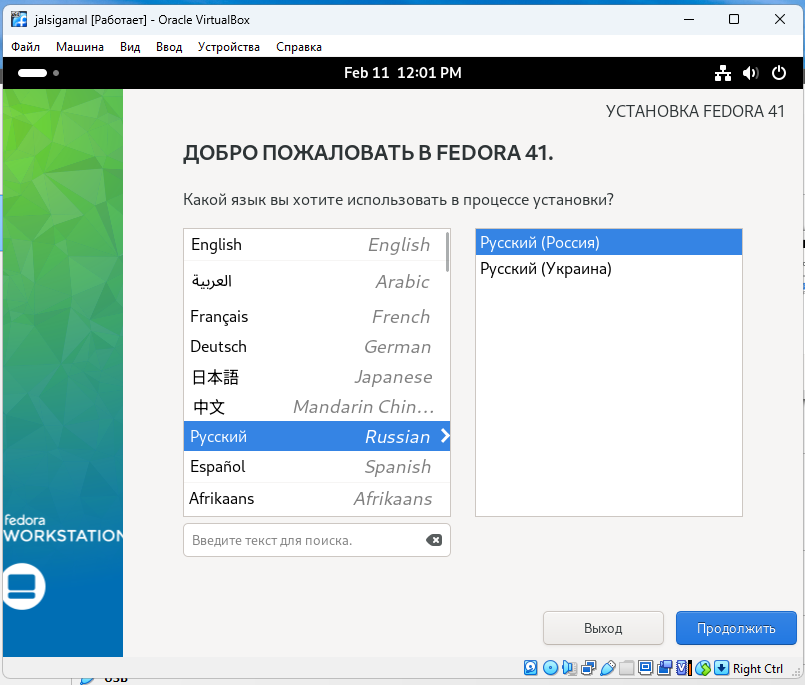 jalsigamal [Работает] - Oracle VirtualBox
Файл Машина Вид Ввод Устройства Справка
Feb 11 12:01 PM
УСТАНОВКА FEDORA 41
ДОБРО ПОЖАЛОВАТЬ В FEDORA 41.
Какой язык вы хотите использовать в процессе установки?
English English
العربية Arabic
Français French
Deutsch German
日本語 Japanese
中文 Mandarin Chin...
Русский Russian
Español Spanish
Afrikaans Afrikaans
Введите текст для поиска.
Русский (Россия)
Русский (Украина)
fedora
WORKSTATION
Выход Продолжить
Right Ctrl
USB